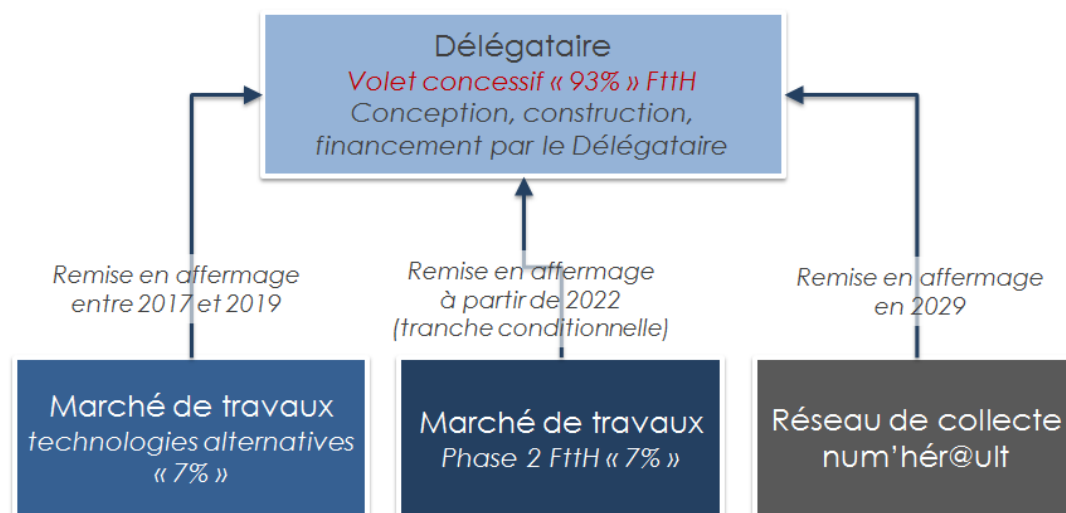 Délégataire
Volet concessif « 93% » FttH
Conception, construction,
financement par le Délégataire
Remise en affermage
entre 2017 et 2019
Remise en affermage
à partir de 2022
(tranche conditionnelle)
Remise en affermage
en 2029
Marché de travaux
technologies alternatives
« 7% »
Marché de travaux
Phase 2 FttH « 7% »
Réseau de collecte
num'hér@ult